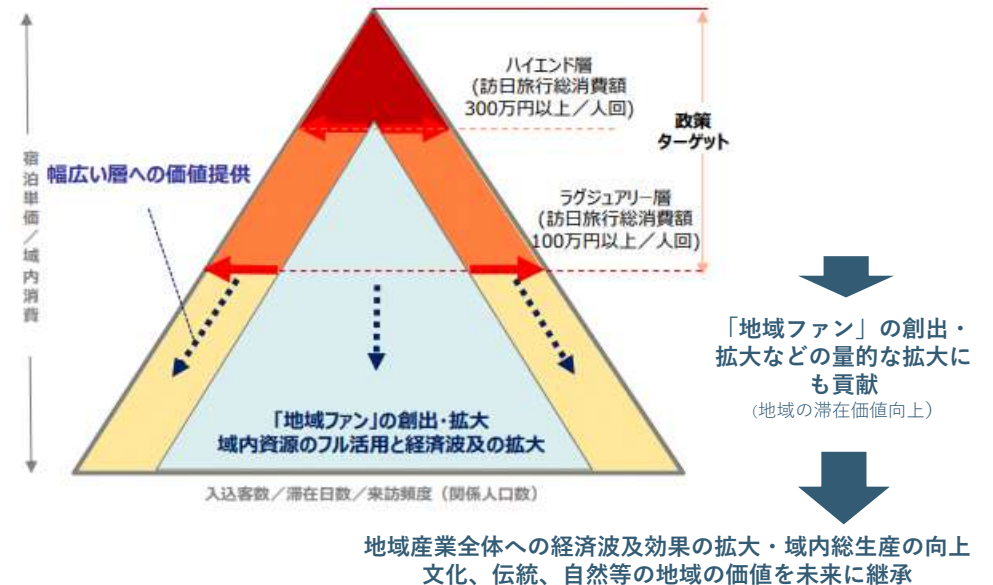 ハイエンド層
(訪日旅行総消費額
300万円以上／人回)
政策
ターゲット
宿泊単価／域内消費
幅広い層への価値提供
ラグジュアリー層
(訪日旅行総消費額
100万円以上／人回)
「地域ファン」の創出・
拡大などの量的な拡大に
も貢献
(地域の滞在価値向上)
「地域ファン」の創出・拡大
域内資源のフル活用と経済波及の拡大
入込客数／滞在日数／来訪頻度（関係人口数）
地域産業全体への経済波及効果の拡大・域内総生産の向上
文化、伝統、自然等の地域の価値を未来に継承